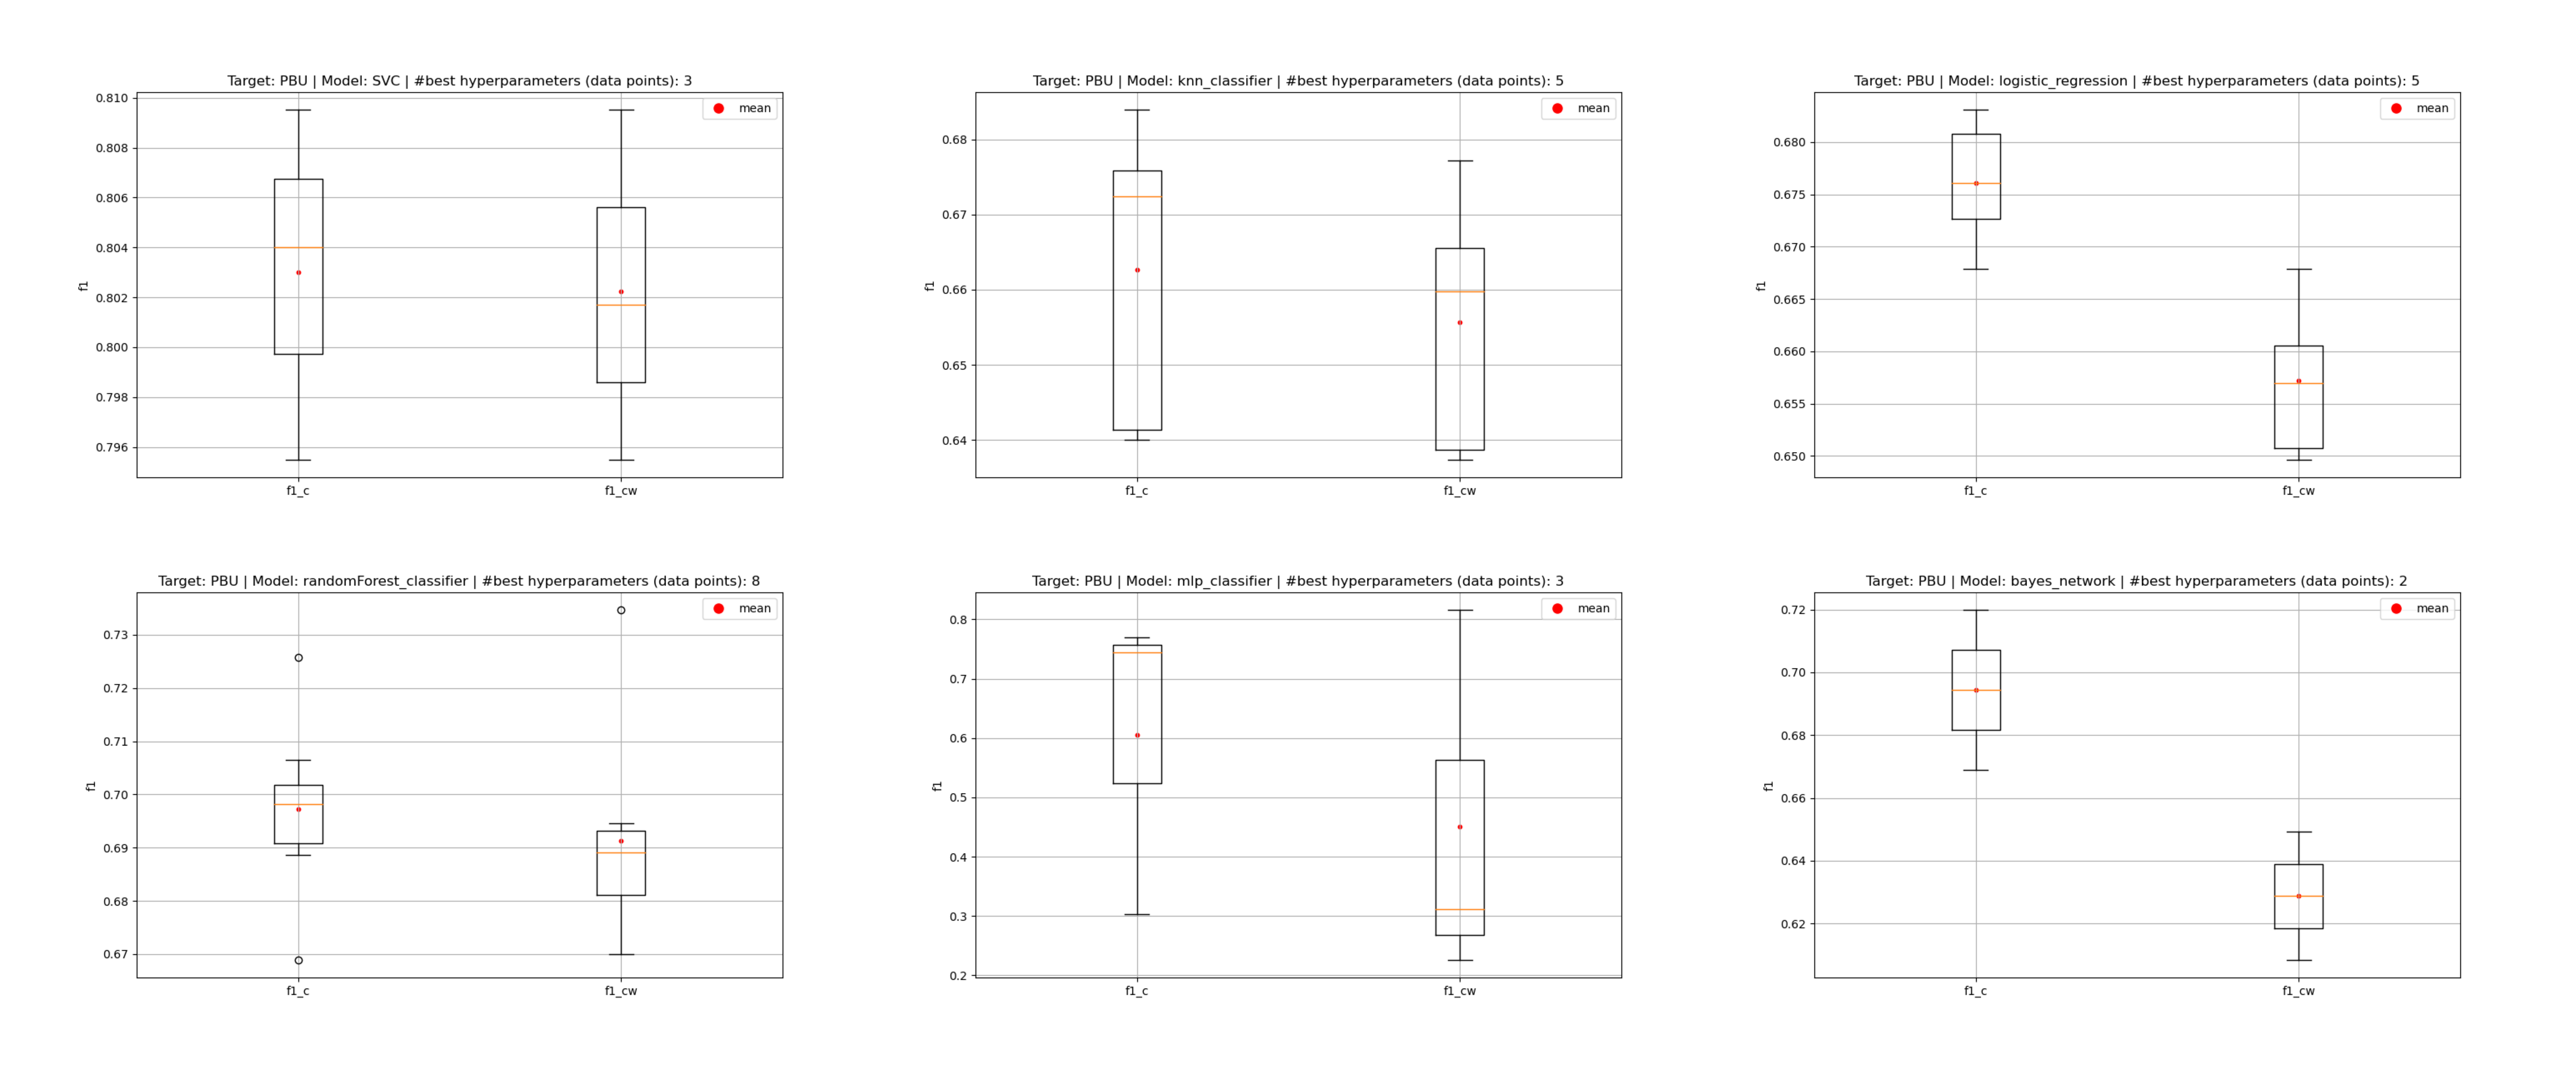 Target: PBU | Model: SVC | #best hyperparameters (data points): 3
mean
0.810
0.808
0.806
0.804
0.802
0.800
0.798
0.796
f1
f1_c
f1_cw
Target: PBU | Model: knn_classifier | #best hyperparameters (data points): 5
mean
0.68
0.67
0.66
0.65
0.64
f1
f1_c
f1_cw
Target: PBU | Model: logistic_regression | #best hyperparameters (data points): 5
mean
0.680
0.675
0.670
0.665
0.660
0.655
0.650
f1
f1_c
f1_cw
Target: PBU | Model: randomForest_classifier | #best hyperparameters (data points): 8
mean
0.73
0.72
0.71
0.70
0.69
0.68
0.67
f1
f1_c
f1_cw
Target: PBU | Model: mlp_classifier | #best hyperparameters (data points): 3
mean
0.8
0.7
0.6
0.5
0.4
0.3
0.2
f1
f1_c
f1_cw
Target: PBU | Model: bayes_network | #best hyperparameters (data points): 2
mean
0.72
0.70
0.68
0.66
0.64
0.62
f1
f1_c
f1_cw